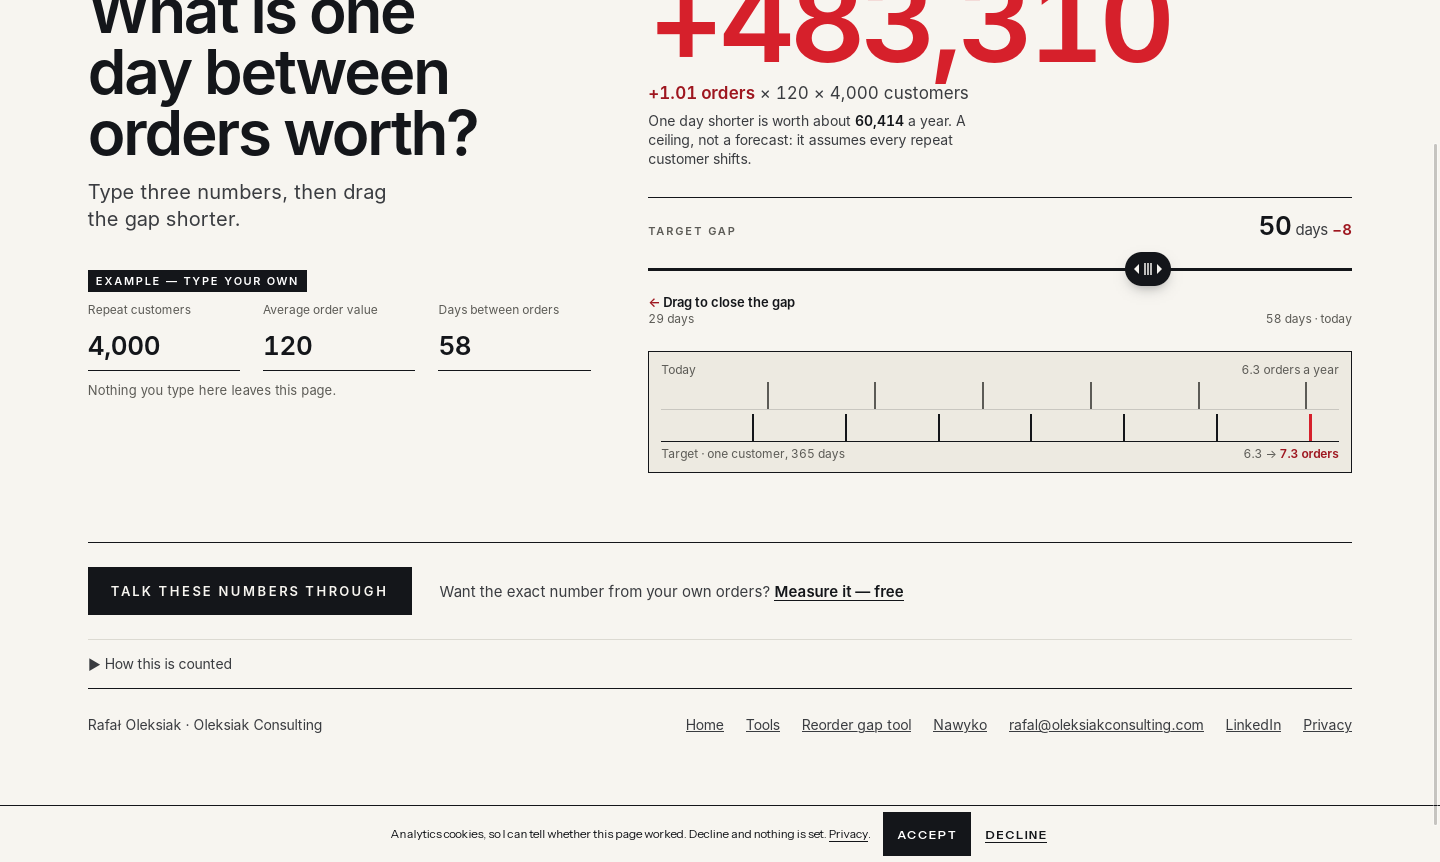 What is one
day between
orders worth?
Type three numbers, then drag
the gap shorter.
EXAMPLE — TYPE YOUR OWN
Repeat customers
4,000
Average order value
120
Days between orders
58
Nothing you type here leaves this page.
+483,310
+1.01 orders × 120 × 4,000 customers
One day shorter is worth about 60,414 a year. A
ceiling, not a forecast: it assumes every repeat
customer shifts.
TARGET GAP
50 days −8
← Drag to close the gap
29 days
58 days · today
Today
6.3 orders a year
Target · one customer, 365 days
6.3 → 7.3 orders
TALK THESE NUMBERS THROUGH
Want the exact number from your own orders? Measure it — free
▶ How this is counted
Rafał Oleksiak · Oleksiak Consulting
Home Tools Reorder gap tool Nawyko rafal@oleksiakconsulting.com LinkedIn Privacy
Analytics cookies, so I can tell whether this page worked. Decline and nothing is set. Privacy.
ACCEPT
DECLINE